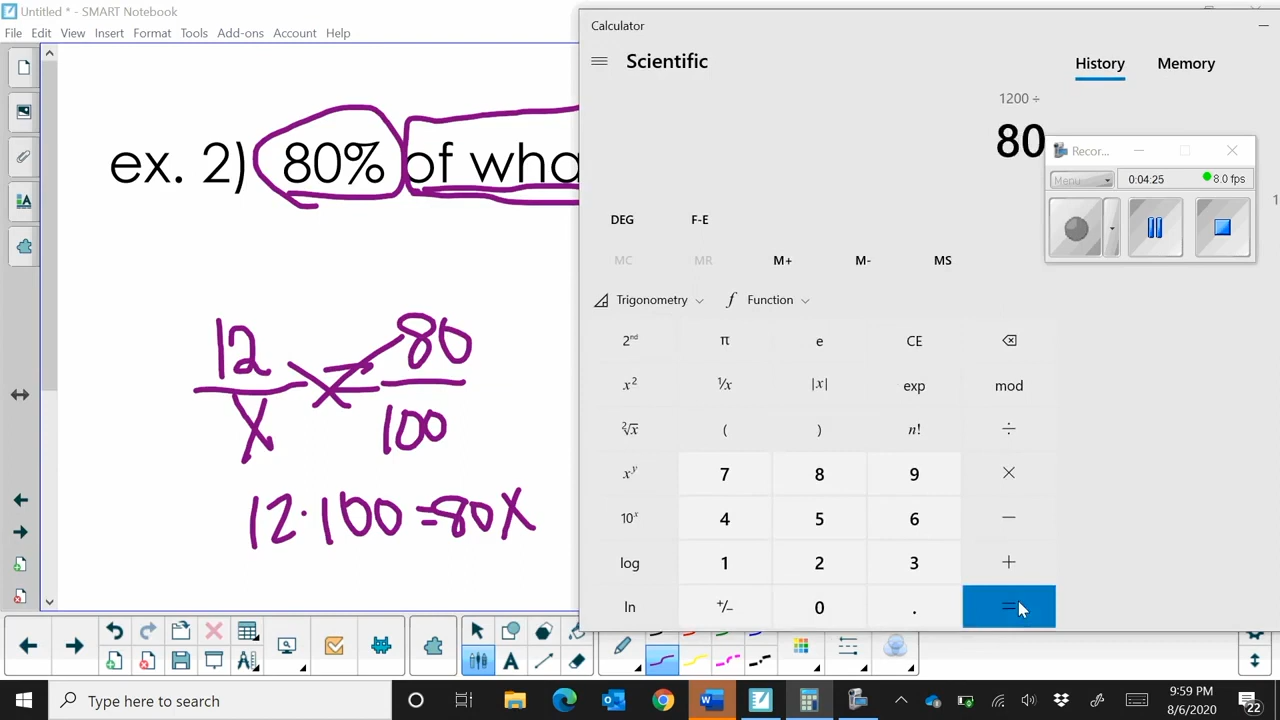 Untitled * - SMART Notebook
File Edit View Insert Format Tools Add-ons Account Help
ex. 2) 80% of wha
12 80
X 100
12·100=80X
Calculator
Scientific
History Memory
1200 ÷
80
Recor...
Menu 0:04:25 8.0 fps
DEG F-E
MC MR M+ M- MS
Trigonometry f Function
2nd π e CE
x² ¹/x |x| exp mod
²√x ( ) n! ÷
xʸ 7 8 9 ×
10ˣ 4 5 6 −
log 1 2 3 +
ln +/- 0 . =
Type here to search
9:59 PM
8/6/2020
22